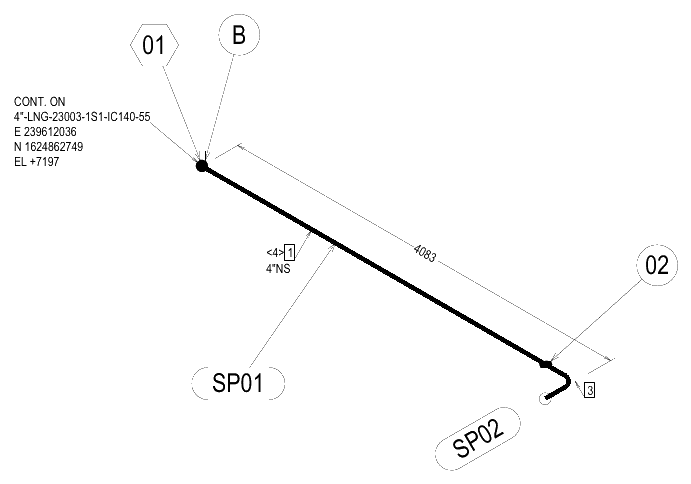 01
B
CONT. ON
4"-LNG-23003-1S1-IC140-55
E 239612036
N 1624862749
EL +7197
4083
<4> 1
4"NS
02
SP01
3
SP02